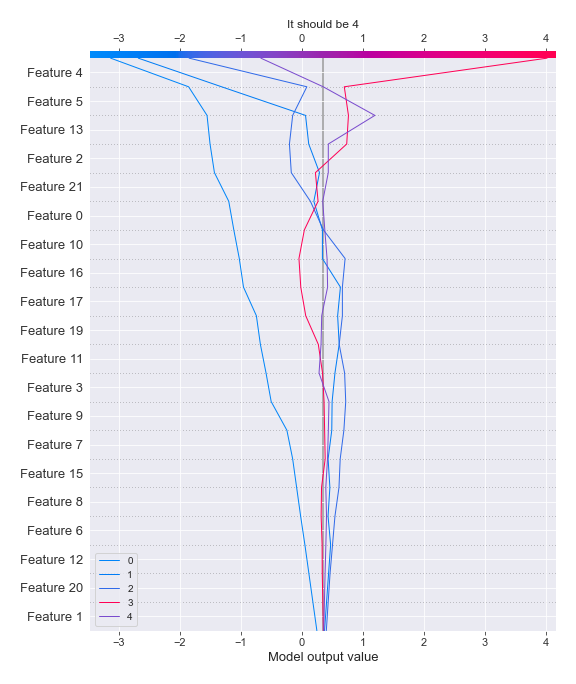 It should be 4
−3 −2 −1 0 1 2 3 4
Feature 4
Feature 5
Feature 13
Feature 2
Feature 21
Feature 0
Feature 10
Feature 16
Feature 17
Feature 19
Feature 11
Feature 3
Feature 9
Feature 7
Feature 15
Feature 8
Feature 6
Feature 12
Feature 20
Feature 1
0
1
2
3
4
−3 −2 −1 0 1 2 3 4
Model output value